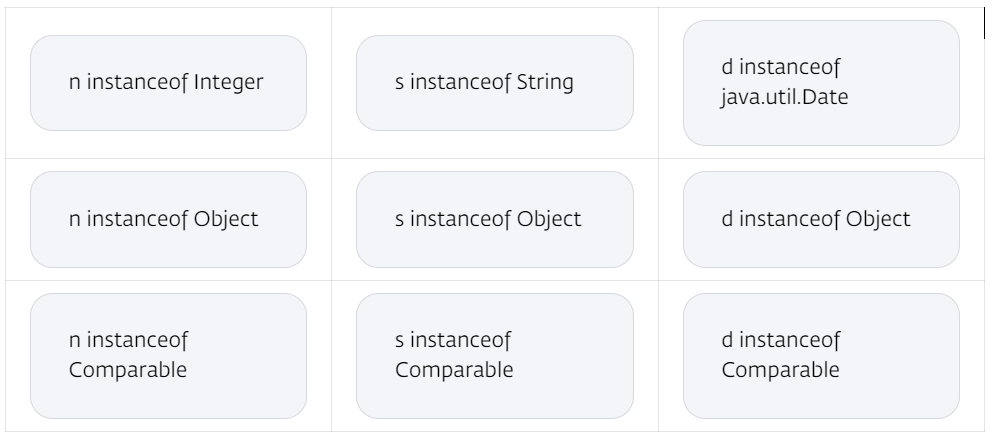 n instanceof Integer
s instanceof String
d instanceof
java.util.Date
n instanceof Object
s instanceof Object
d instanceof Object
n instanceof
Comparable
s instanceof
Comparable
d instanceof
Comparable